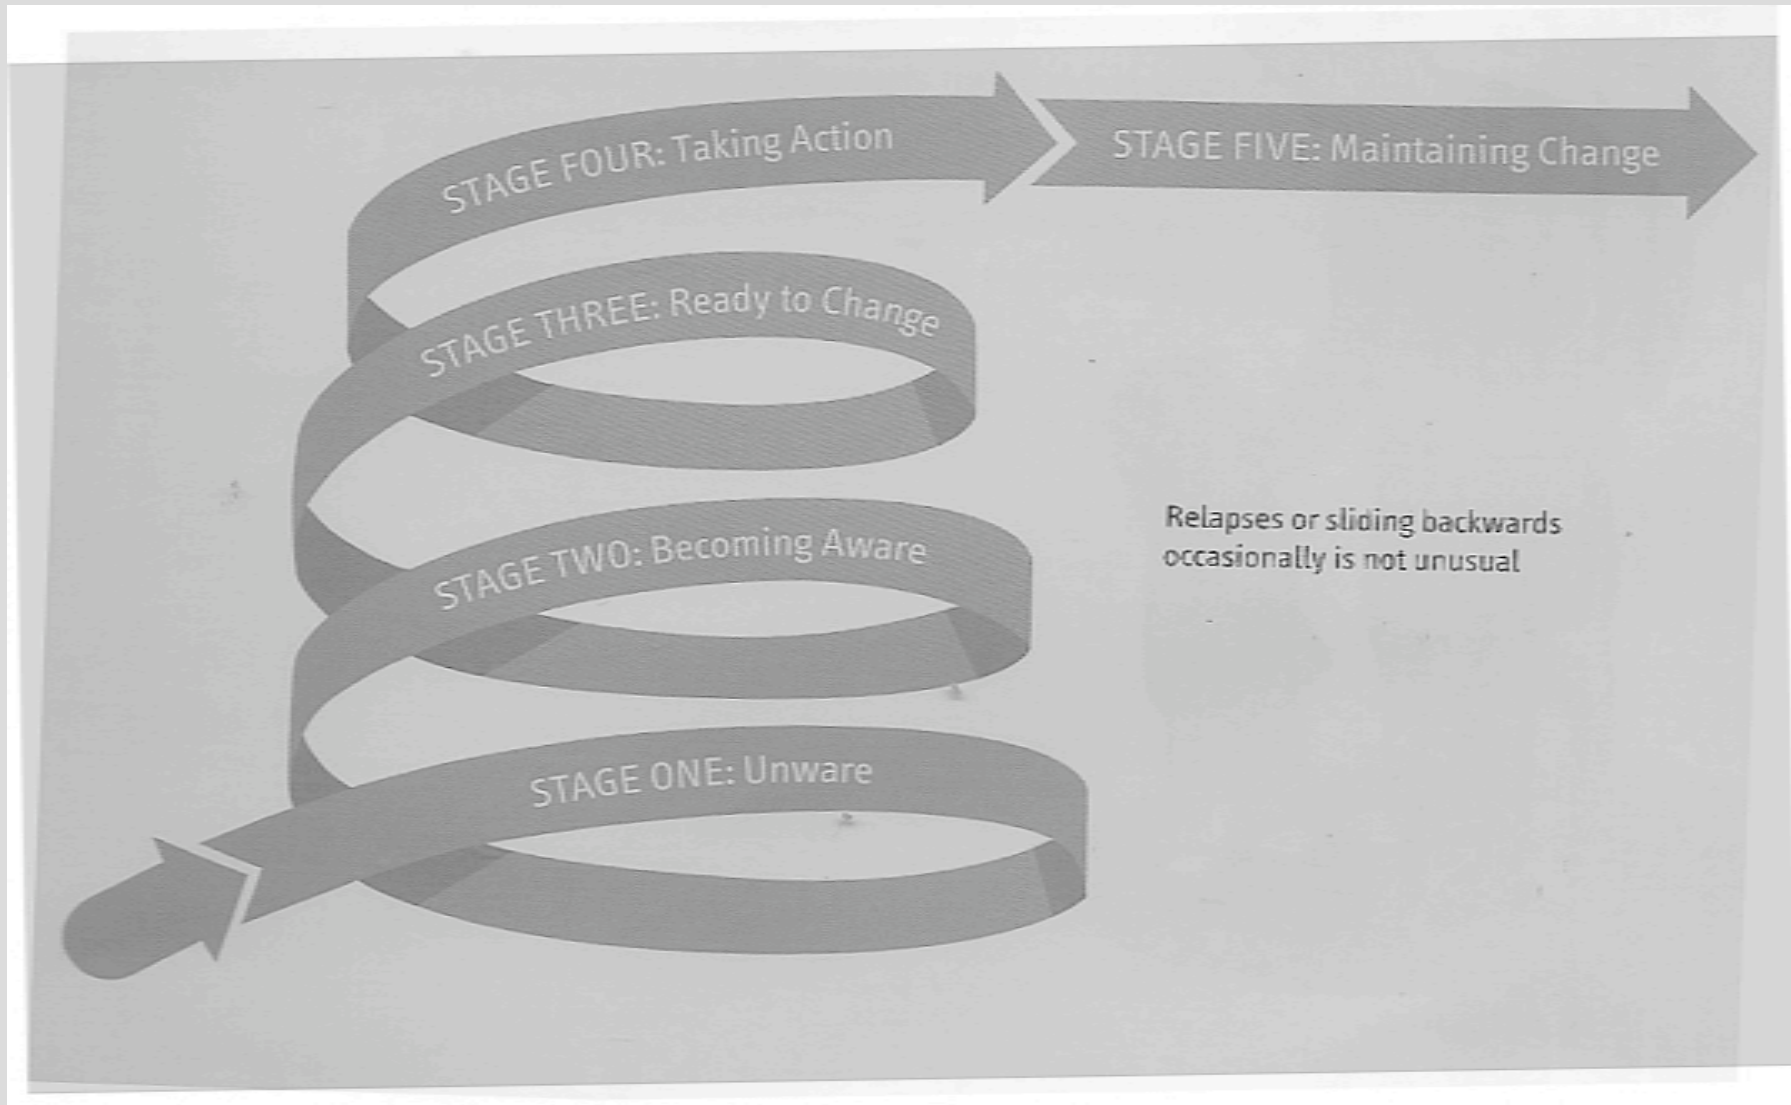 STAGE FOUR: Taking Action
STAGE FIVE: Maintaining Change
STAGE THREE: Ready to Change
STAGE TWO: Becoming Aware
Relapses or sliding backwards
occasionally is not unusual
STAGE ONE: Unware